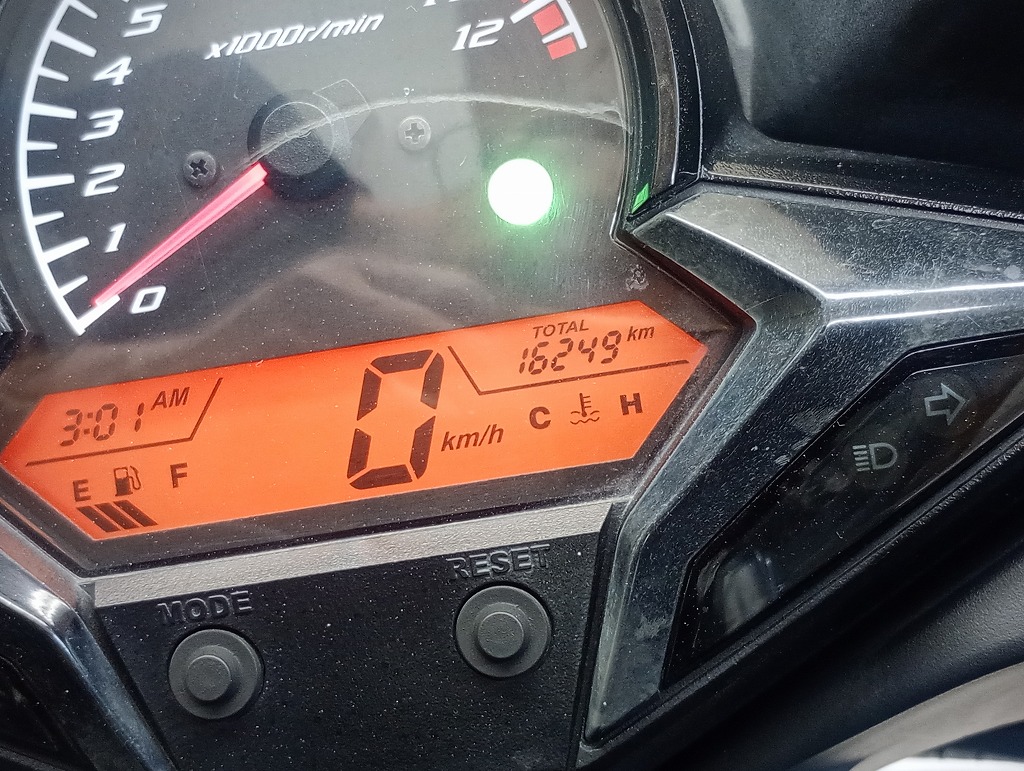 5
4
3
2
1
0
x1000r/min
12
3:01 AM
E F
0 km/h
TOTAL
16249 km
C H
MODE
RESET